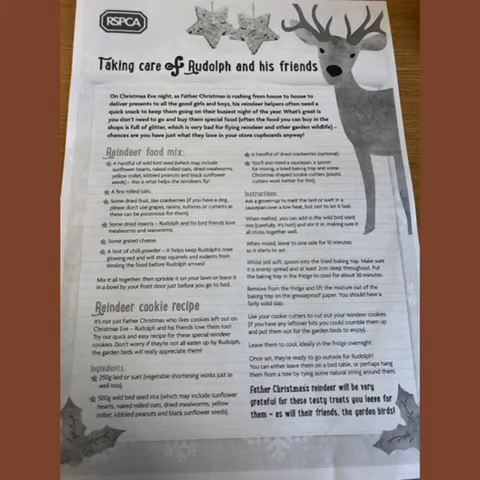 RSPCA
Taking care of Rudolph and his friends
On Christmas Eve night, as Father Christmas is rushing from house to house to
deliver presents to all the good girls and boys, his reindeer helpers often need a
quick snack to keep them going on their busiest night of the year. What's great is
you don't need to go and buy them special food (often the food you can buy in the
shops is full of glitter, which is very bad for flying reindeer and other garden wildlife) –
chances are you have just what they love in your store cupboards anyway!
Reindeer food mix:
A handful of wild bird seed (which may include
sunflower hearts, naked rolled oats, dried mealworms,
yellow millet, kibbled peanuts and black sunflower
seeds) – this is what helps the reindeers fly!
A few rolled oats.
Some dried fruit, like cranberries (if you have a dog,
please don't use grapes, raisins, sultanas or currants as
these can be poisonous for them).
Some dried insects – Rudolph and his bird friends love
mealworms and waxworms.
Some grated cheese.
A hint of chilli powder – it helps keep Rudolph's nose
glowing red and will stop squirrels and rodents from
stealing the food before Rudolph arrives!
Mix it all together, then sprinkle it on your lawn or leave it
in a bowl by your front door just before you go to bed.
Reindeer cookie recipe
It's not just Father Christmas who likes cookies left out on
Christmas Eve – Rudolph and his friends love them too!
Try our quick and easy recipe for these special reindeer
cookies. Don't worry if they're not all eaten up by Rudolph,
the garden birds will really appreciate them!
Ingredients
250g lard or suet (vegetable shortening works just as
well too).
500g wild bird seed mix (which may include sunflower
hearts, naked rolled oats, dried mealworms, yellow
millet, kibbled peanuts and black sunflower seeds).
A handful of dried cranberries (optional).
You'll also need a saucepan, a spoon
for mixing, a lined baking tray and some
Christmas-shaped cookie cutters (plastic
cutters work better for this).
Instructions:
Ask a grown-up to melt the lard or suet in a
saucepan over a low heat, but not to let it boil.
When melted, you can add in the wild bird seed
mix (carefully, it's hot!) and stir it in, making sure it
all sticks together well.
When mixed, leave to one side for 10 minutes
so it starts to set.
Whilst still soft, spoon into the lined baking tray. Make sure
it is evenly spread and at least 2cm deep throughout. Put
the baking tray in the fridge to cool for about 30 minutes.
Remove from the fridge and lift the mixture out of the
baking tray on the greaseproof paper. You should have a
fairly solid slab.
Use your cookie cutters to cut out your reindeer cookies
(if you have any leftover bits you could crumble them up
and put them out for the garden birds to enjoy).
Leave them to cool, ideally in the fridge overnight.
Once set, they're ready to go outside for Rudolph!
You can either leave them on a bird table, or perhaps hang
them from a tree by tying some natural string around them.
Father Christmas's reindeer will be very
grateful for these tasty treats you leave for
them – as will their friends, the garden birds!